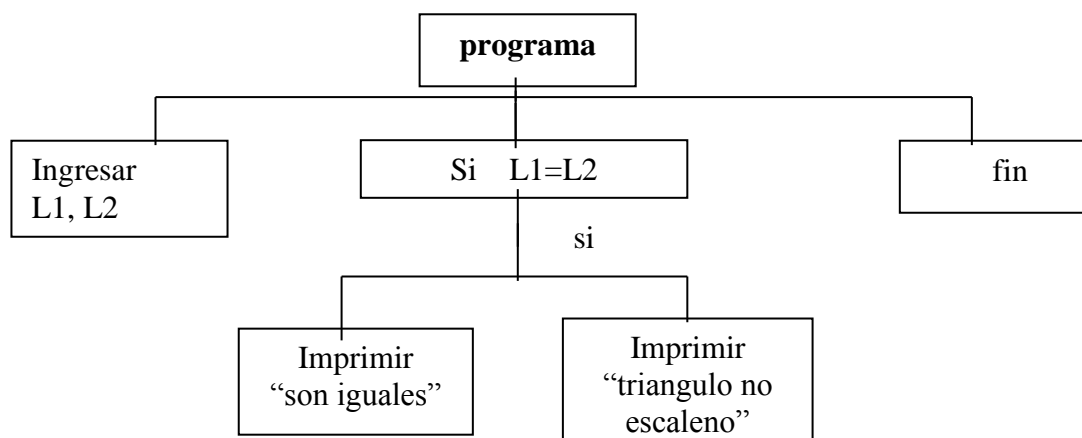 programa
Ingresar
L1, L2
Si L1=L2
fin
si
Imprimir
“son iguales”
Imprimir
“triangulo no
escaleno”